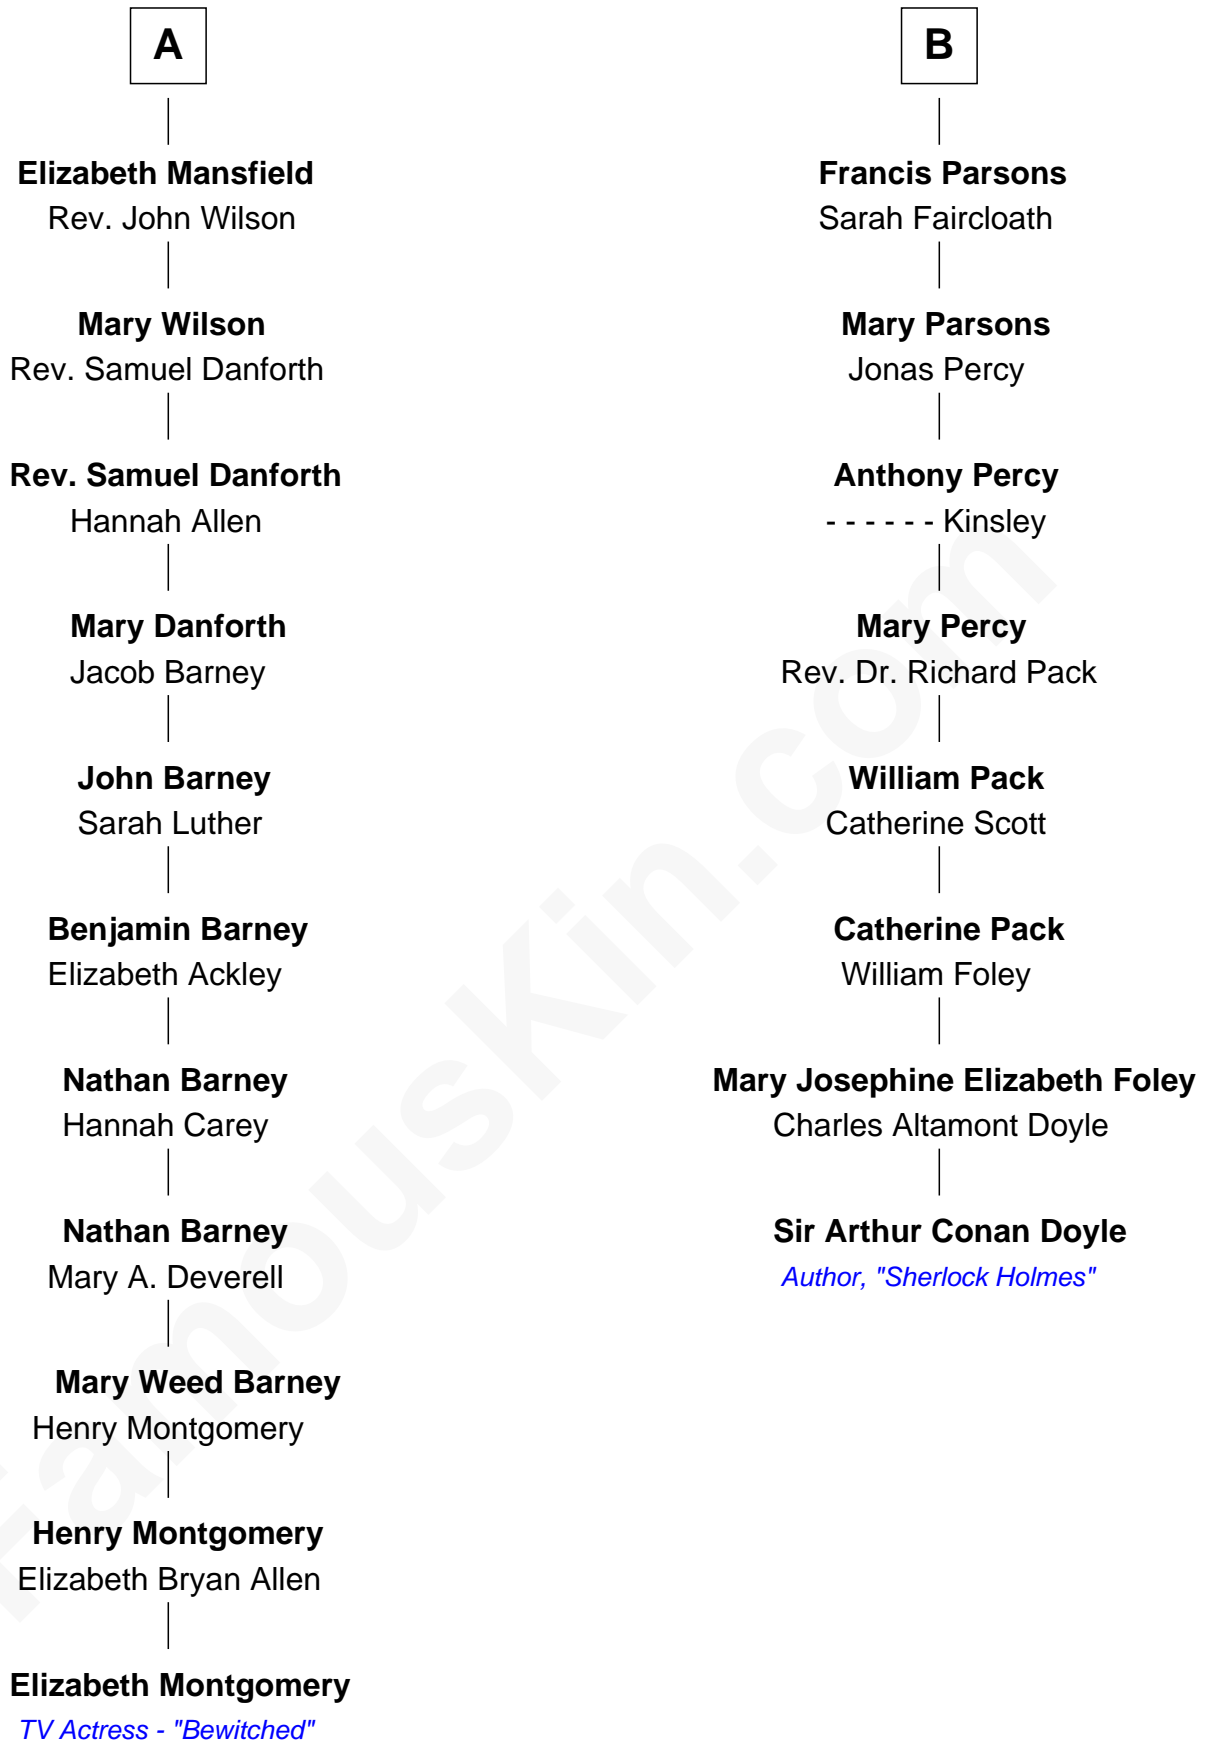 A
Elizabeth Mansfield
Rev. John Wilson
Mary Wilson
Rev. Samuel Danforth
Rev. Samuel Danforth
Hannah Allen
Mary Danforth
Jacob Barney
John Barney
Sarah Luther
Benjamin Barney
Elizabeth Ackley
Nathan Barney
Hannah Carey
Nathan Barney
Mary A. Deverell
Mary Weed Barney
Henry Montgomery
Henry Montgomery
Elizabeth Bryan Allen
Elizabeth Montgomery
TV Actress - "Bewitched"
B
Francis Parsons
Sarah Faircloath
Mary Parsons
Jonas Percy
Anthony Percy
- - - - - - Kinsley
Mary Percy
Rev. Dr. Richard Pack
William Pack
Catherine Scott
Catherine Pack
William Foley
Mary Josephine Elizabeth Foley
Charles Altamont Doyle
Sir Arthur Conan Doyle
Author, "Sherlock Holmes"
FamousKin.com